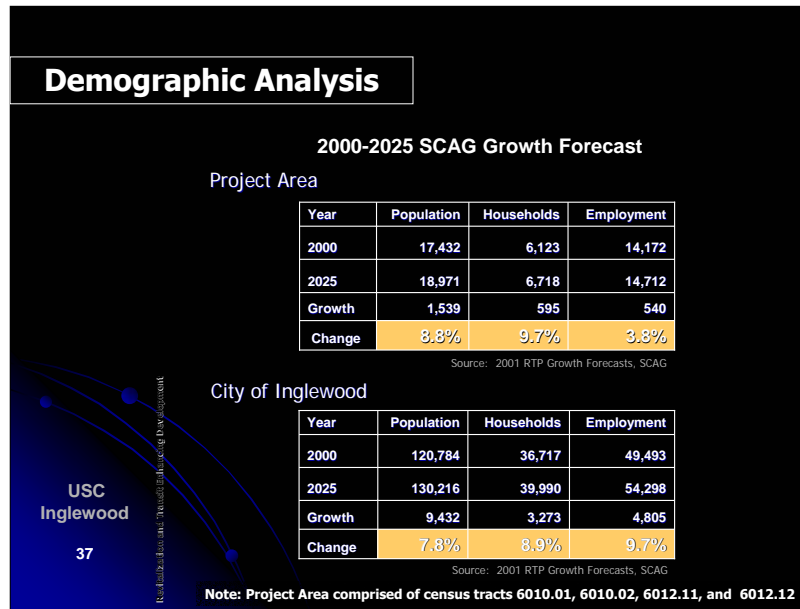 Demographic Analysis
2000-2025 SCAG Growth Forecast
Project Area
Year Population Households Employment
2000 17,432 6,123 14,172
2025 18,971 6,718 14,712
Growth 1,539 595 540
Change 8.8% 9.7% 3.8%
Source: 2001 RTP Growth Forecasts, SCAG
City of Inglewood
Year Population Households Employment
2000 120,784 36,717 49,493
2025 130,216 39,990 54,298
Growth 9,432 3,273 4,805
Change 7.8% 8.9% 9.7%
Source: 2001 RTP Growth Forecasts, SCAG
Revitalization and Transit Enhancing Development
USC
Inglewood
37
Note: Project Area comprised of census tracts 6010.01, 6010.02, 6012.11, and 6012.12